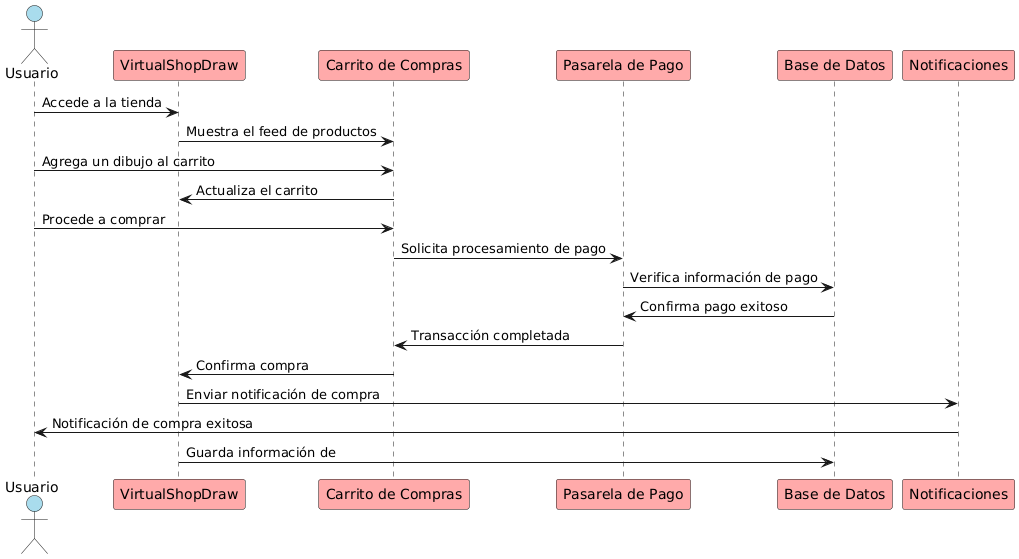 Usuario
VirtualShopDraw
Carrito de Compras
Pasarela de Pago
Base de Datos
Notificaciones
Accede a la tienda
Muestra el feed de productos
Agrega un dibujo al carrito
Actualiza el carrito
Procede a comprar
Solicita procesamiento de pago
Verifica información de pago
Confirma pago exitoso
Transacción completada
Confirma compra
Enviar notificación de compra
Notificación de compra exitosa
Guarda información de
Usuario
VirtualShopDraw
Carrito de Compras
Pasarela de Pago
Base de Datos
Notificaciones